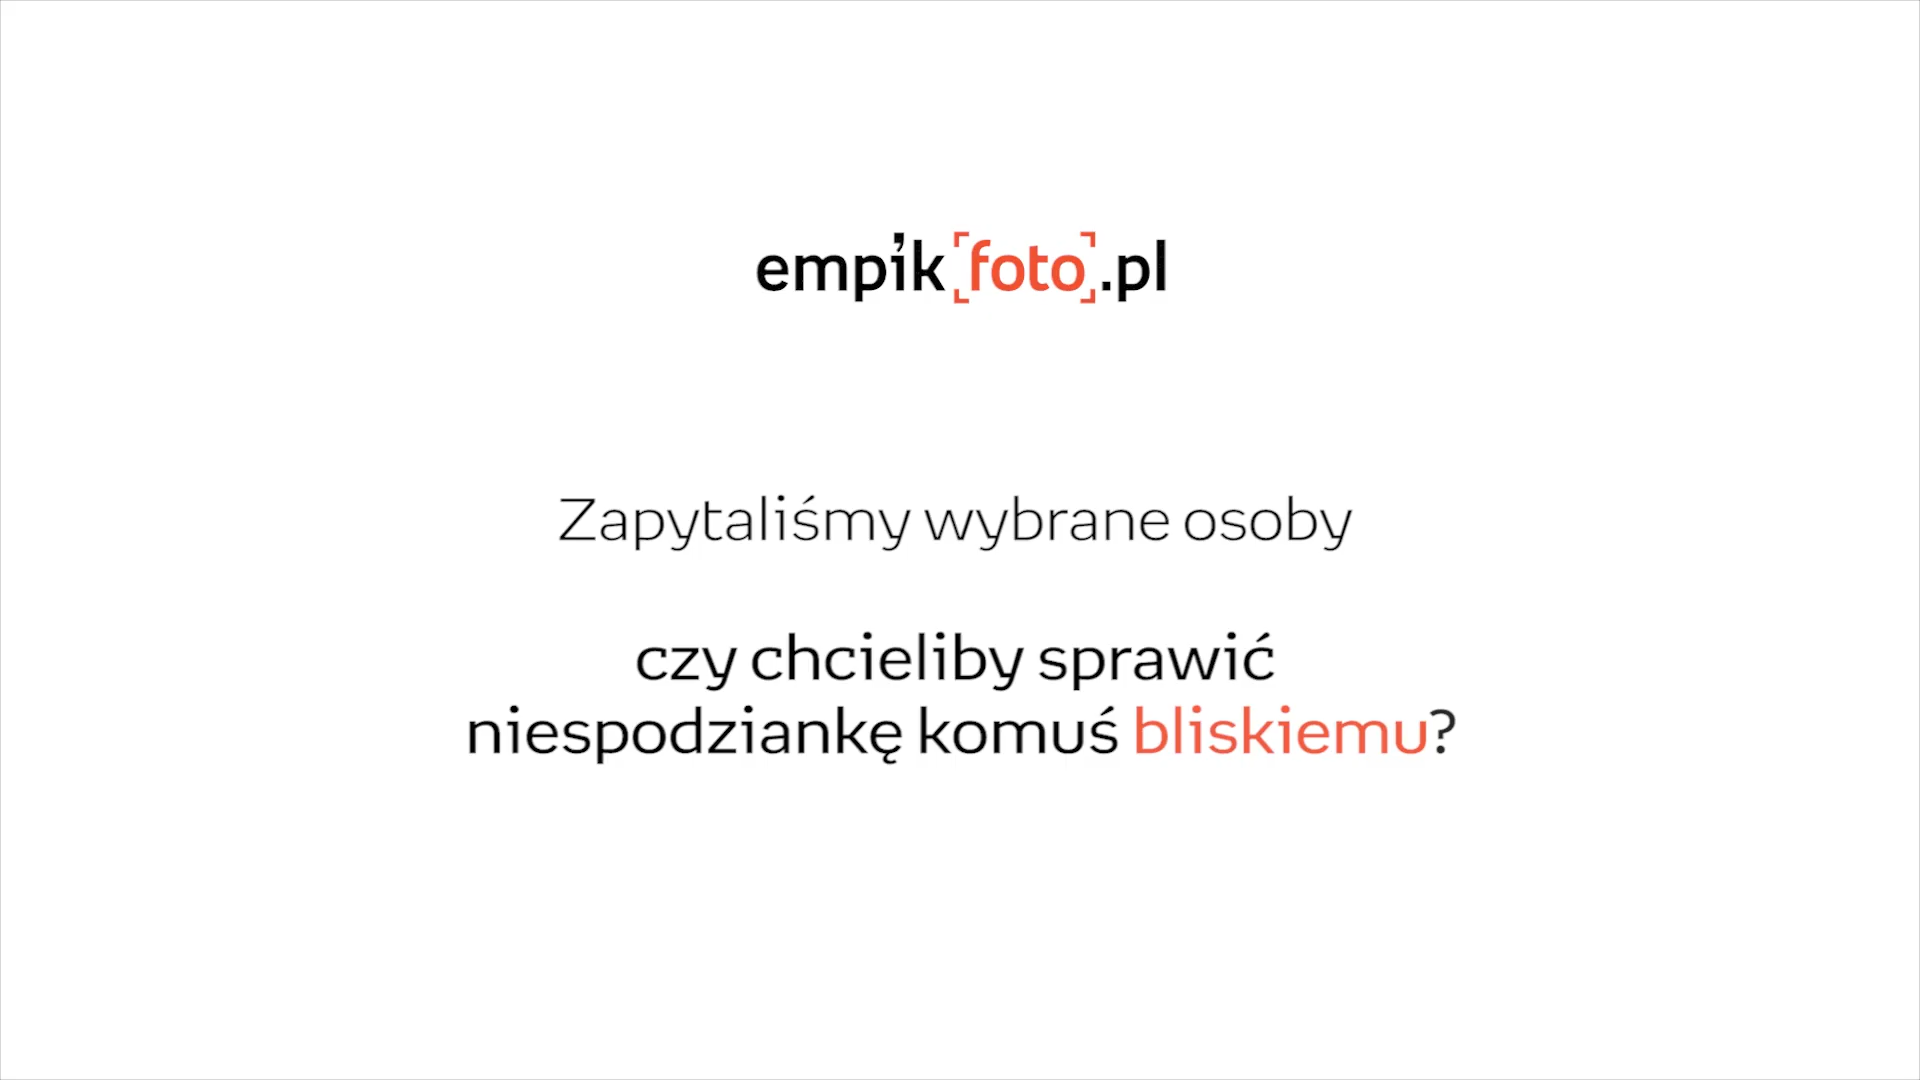 empik foto.pl
Zapytaliśmy wybrane osoby
czy chcieliby sprawić
niespodziankę komuś bliskiemu?